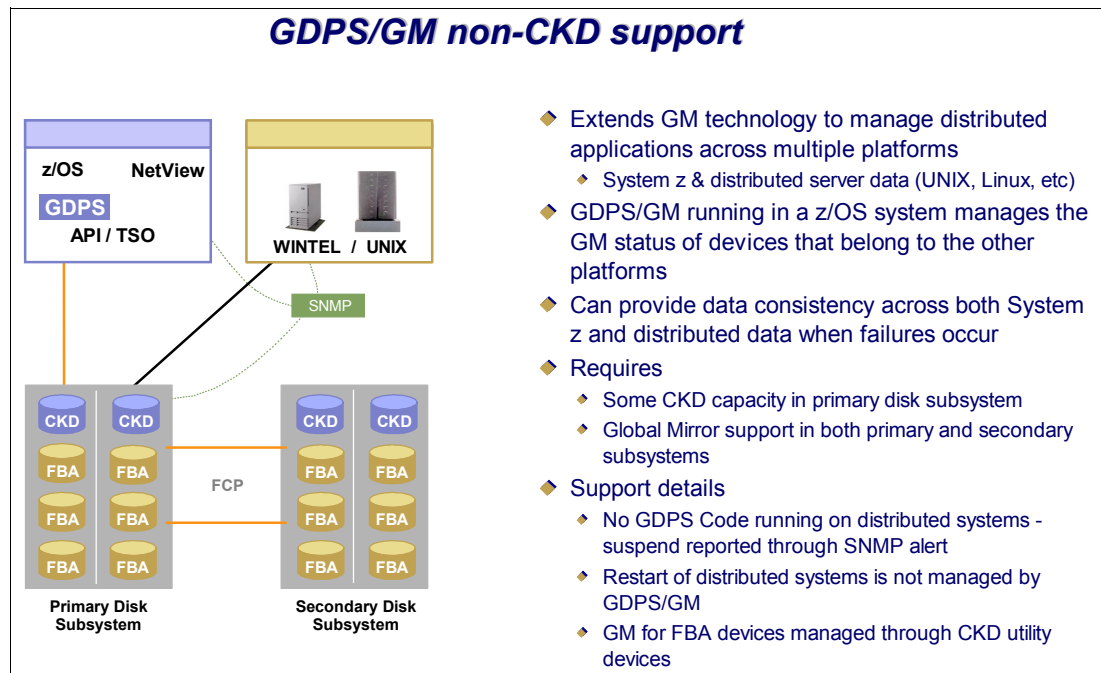 GDPS/GM non-CKD support
z/OS
NetView
GDPS
API / TSO
WINTEL / UNIX
SNMP
CKD
CKD
FBA
FBA
FBA
FBA
FBA
FBA
FCP
CKD
CKD
FBA
FBA
FBA
FBA
FBA
FBA
Primary Disk
Subsystem
Secondary Disk
Subsystem
Extends GM technology to manage distributed
applications across multiple platforms
System z & distributed server data (UNIX, Linux, etc)
GDPS/GM running in a z/OS system manages the
GM status of devices that belong to the other
platforms
Can provide data consistency across both System
z and distributed data when failures occur
Requires
Some CKD capacity in primary disk subsystem
Global Mirror support in both primary and secondary
subsystems
Support details
No GDPS Code running on distributed systems -
suspend reported through SNMP alert
Restart of distributed systems is not managed by
GDPS/GM
GM for FBA devices managed through CKD utility
devices